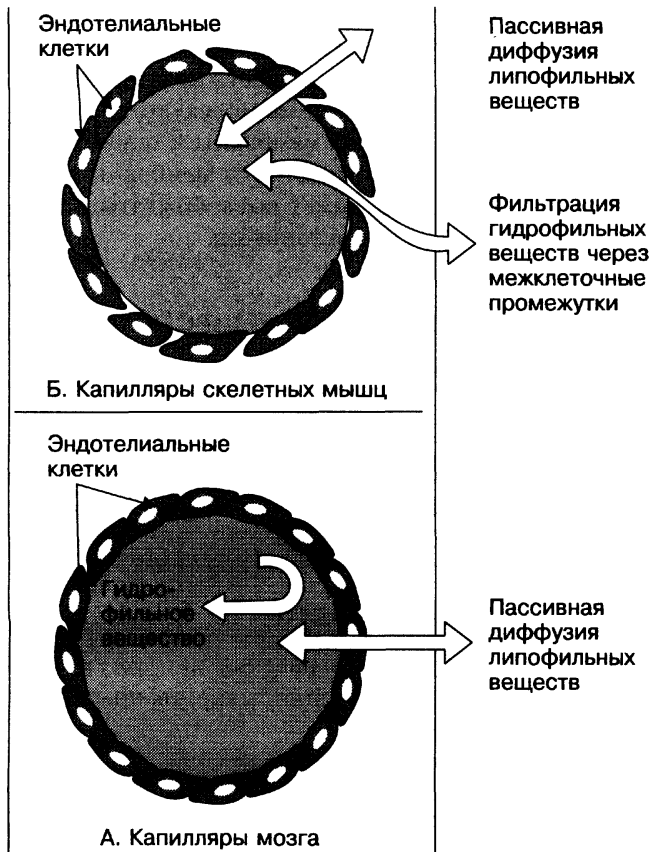 Эндотелиальные
клетки
Пассивная
диффузия
липофильных
веществ
Фильтрация
гидрофильных
веществ через
межклеточные
промежутки
Б. Капилляры скелетных мышц
Эндотелиальные
клетки
Гидро-
фильное
вещество
Пассивная
диффузия
липофильных
веществ
А. Капилляры мозга